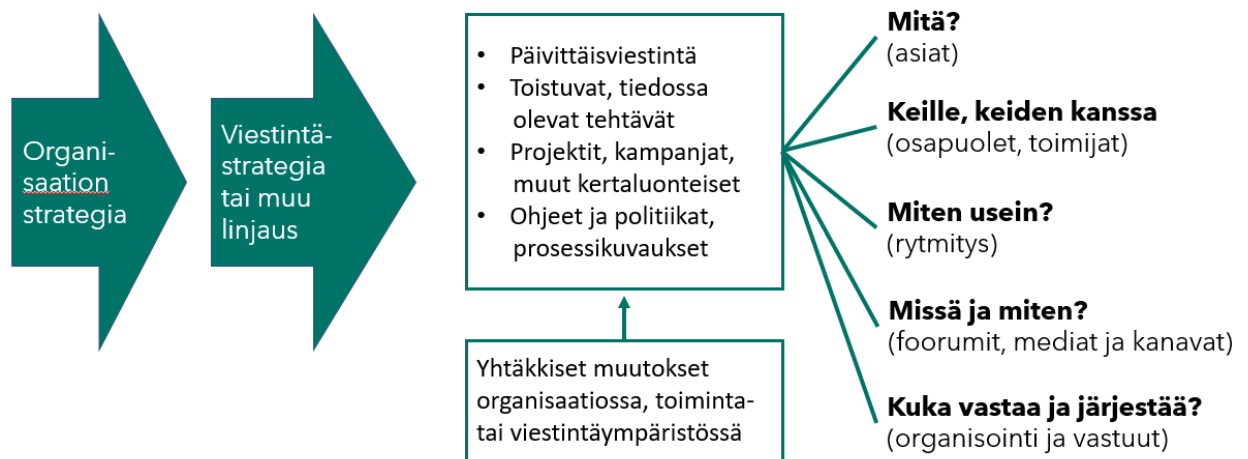 Organi-
saation
strategia
Viestintä-
strategia
tai muu
linjaus
• Päivittäisviestintä
• Toistuvat, tiedossa
olevat tehtävät
• Projektit, kampanjat,
muut kertaluonteiset
• Ohjeet ja politiikat,
prosessikuvaukset
Yhtäkkiset muutokset
organisaatiossa, toiminta-
tai viestintäympäristössä
Mitä?
(asiat)
Keille, keiden kanssa
(osapuolet, toimijat)
Miten usein?
(rytmitys)
Missä ja miten?
(foorumit, mediat ja kanavat)
Kuka vastaa ja järjestää?
(organisointi ja vastuut)